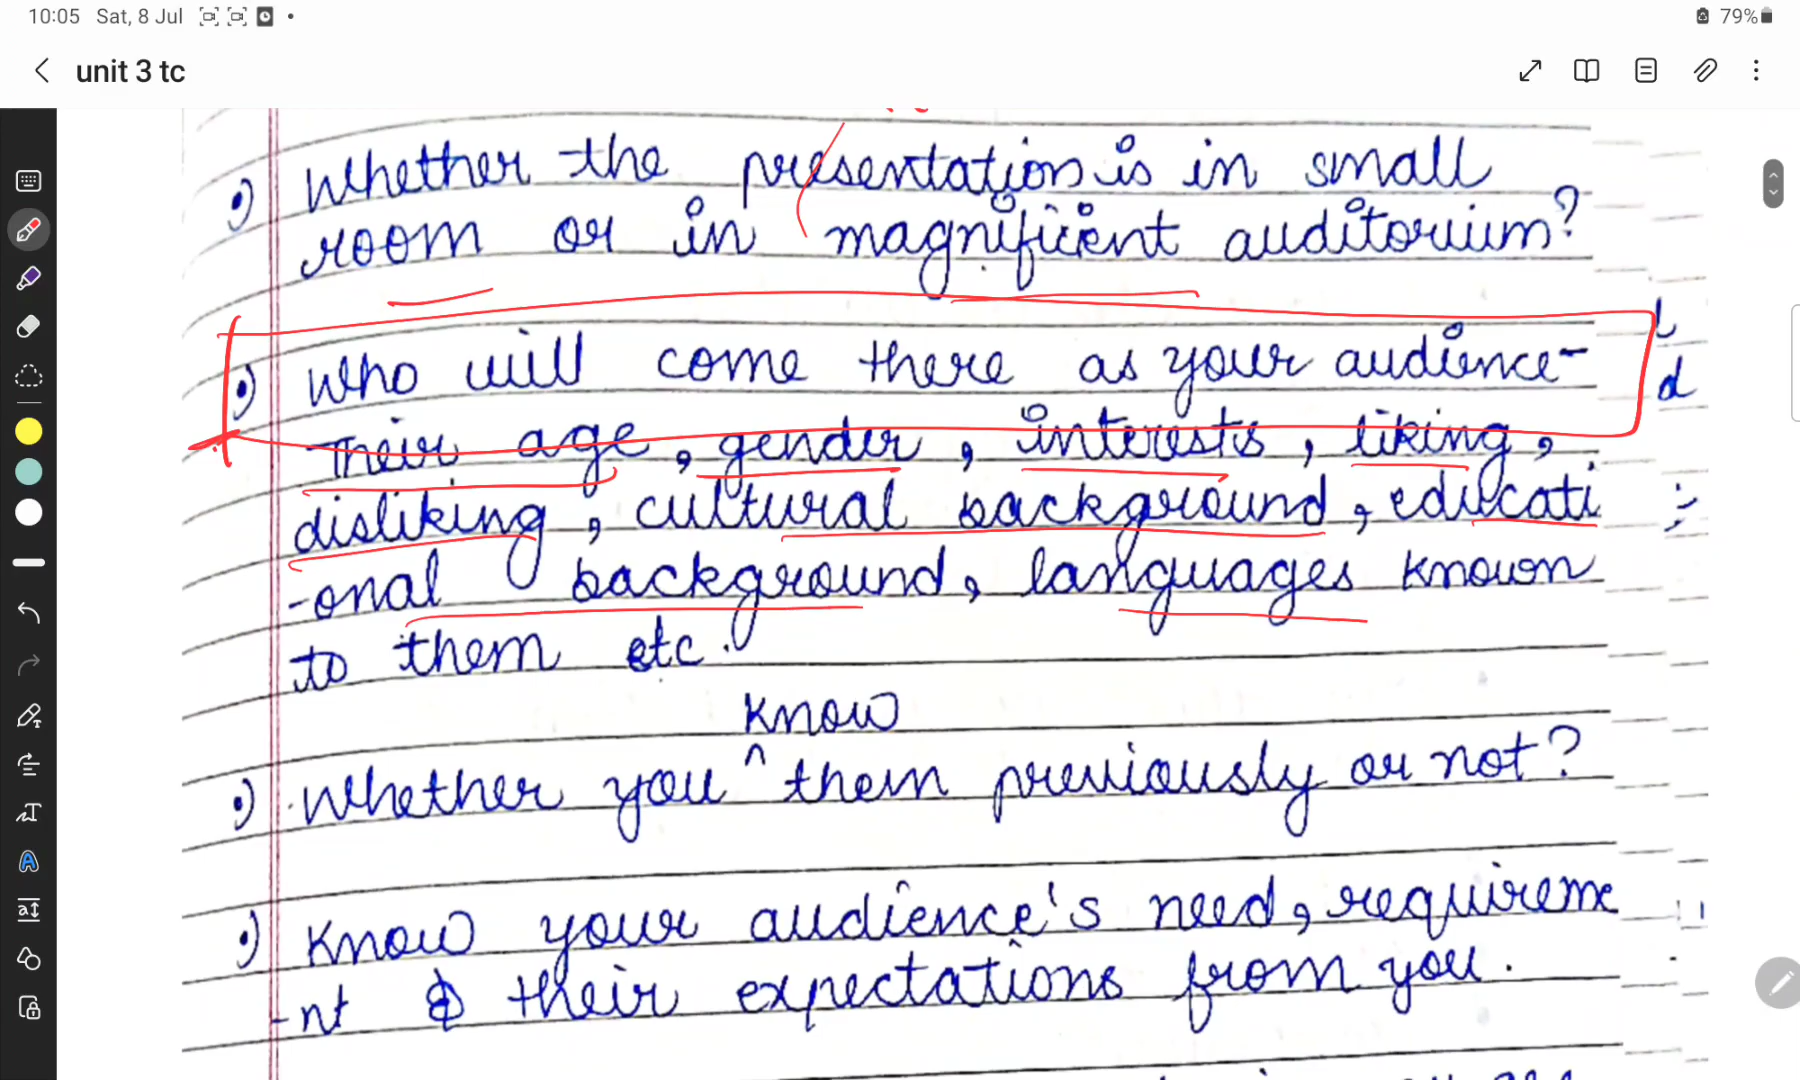 10:05 Sat, 8 Jul
79%
unit 3 tc
•) Whether the presentation is in small
room or in magnificient auditorium?
•) Who will come there as your audience-
Their age, gender, interests, liking,
disliking, cultural background, educati
-onal background, languages known
to them etc.
know
•) Whether you ^ them previously or not?
•) Know your audience's need, requireme
-nt & their expectations from you.